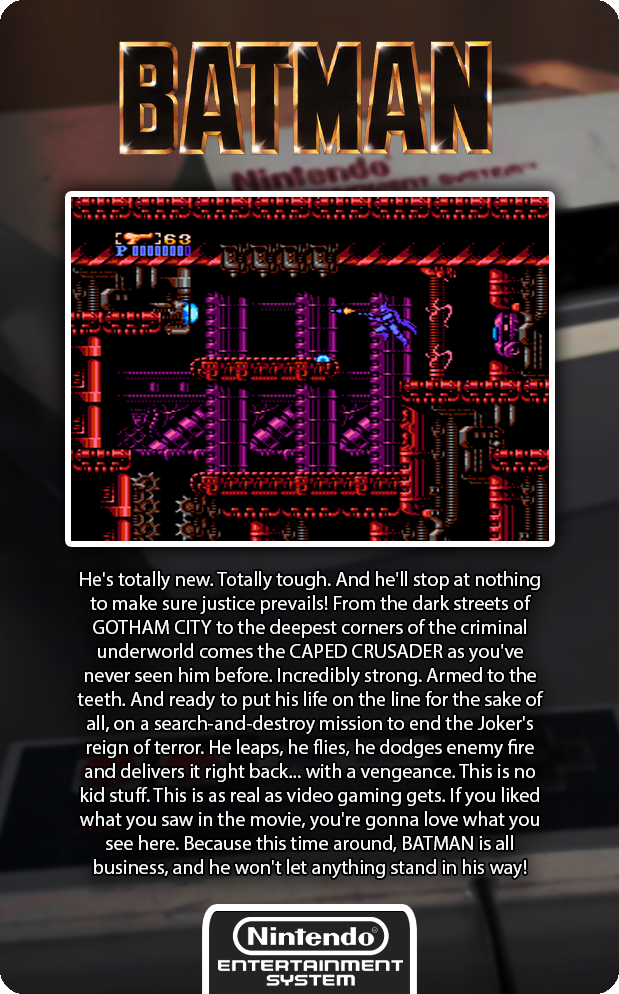 BATMAN
Nintendo
ENTERTAINMENT SYSTEM™
[ ]63
P
He's totally new. Totally tough. And he'll stop at nothing
to make sure justice prevails! From the dark streets of
GOTHAM CITY to the deepest corners of the criminal
underworld comes the CAPED CRUSADER as you've
never seen him before. Incredibly strong. Armed to the
teeth. And ready to put his life on the line for the sake of
all, on a search-and-destroy mission to end the Joker's
reign of terror. He leaps, he flies, he dodges enemy fire
and delivers it right back... with a vengeance. This is no
kid stuff. This is as real as video gaming gets. If you liked
what you saw in the movie, you're gonna love what you
see here. Because this time around, BATMAN is all
business, and he won't let anything stand in his way!
Nintendo®
ENTERTAINMENT
SYSTEM